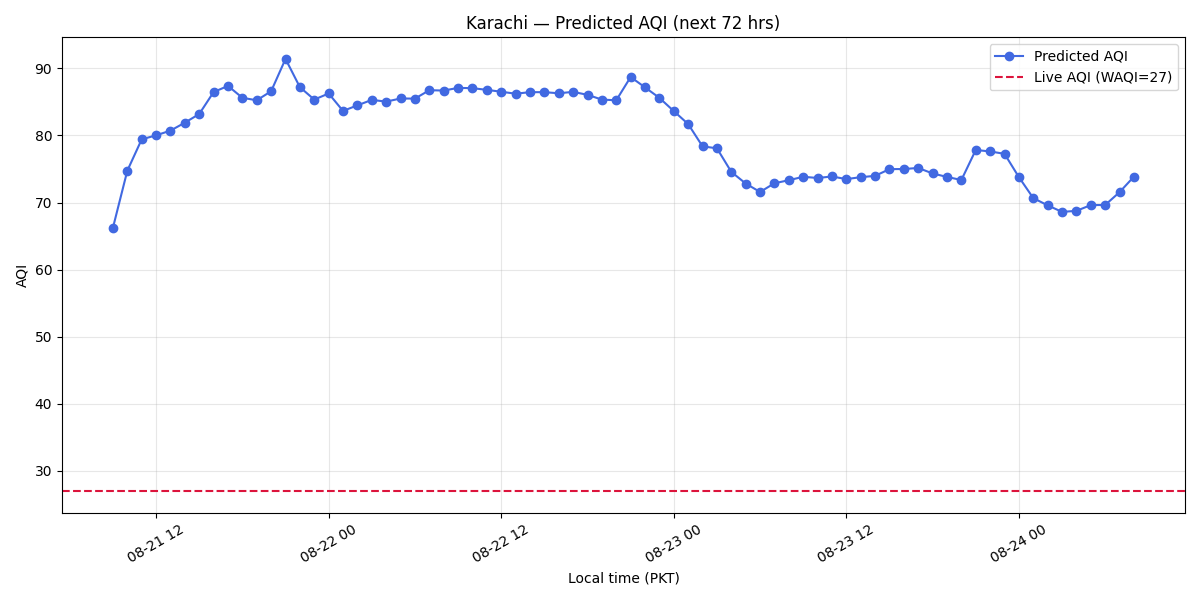 Karachi — Predicted AQI (next 72 hrs)
Predicted AQI
Live AQI (WAQI=27)
AQI
90
80
70
60
50
40
30
08-21 12
08-22 00
08-22 12
08-23 00
08-23 12
08-24 00
Local time (PKT)